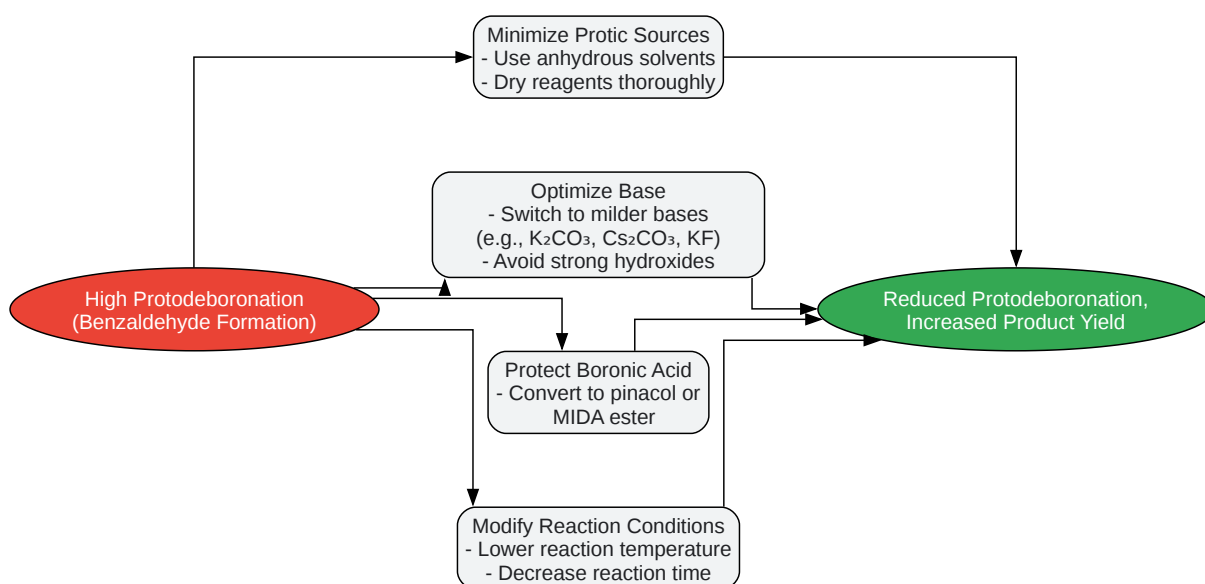 Minimize Protic Sources
- Use anhydrous solvents
- Dry reagents thoroughly
Optimize Base
- Switch to milder bases
(e.g., K₂CO₃, Cs₂CO₃, KF)
- Avoid strong hydroxides
High Protodeboronation
(Benzaldehyde Formation)
Reduced Protodeboronation,
Increased Product Yield
Protect Boronic Acid
- Convert to pinacol or
MIDA ester
Modify Reaction Conditions
- Lower reaction temperature
- Decrease reaction time